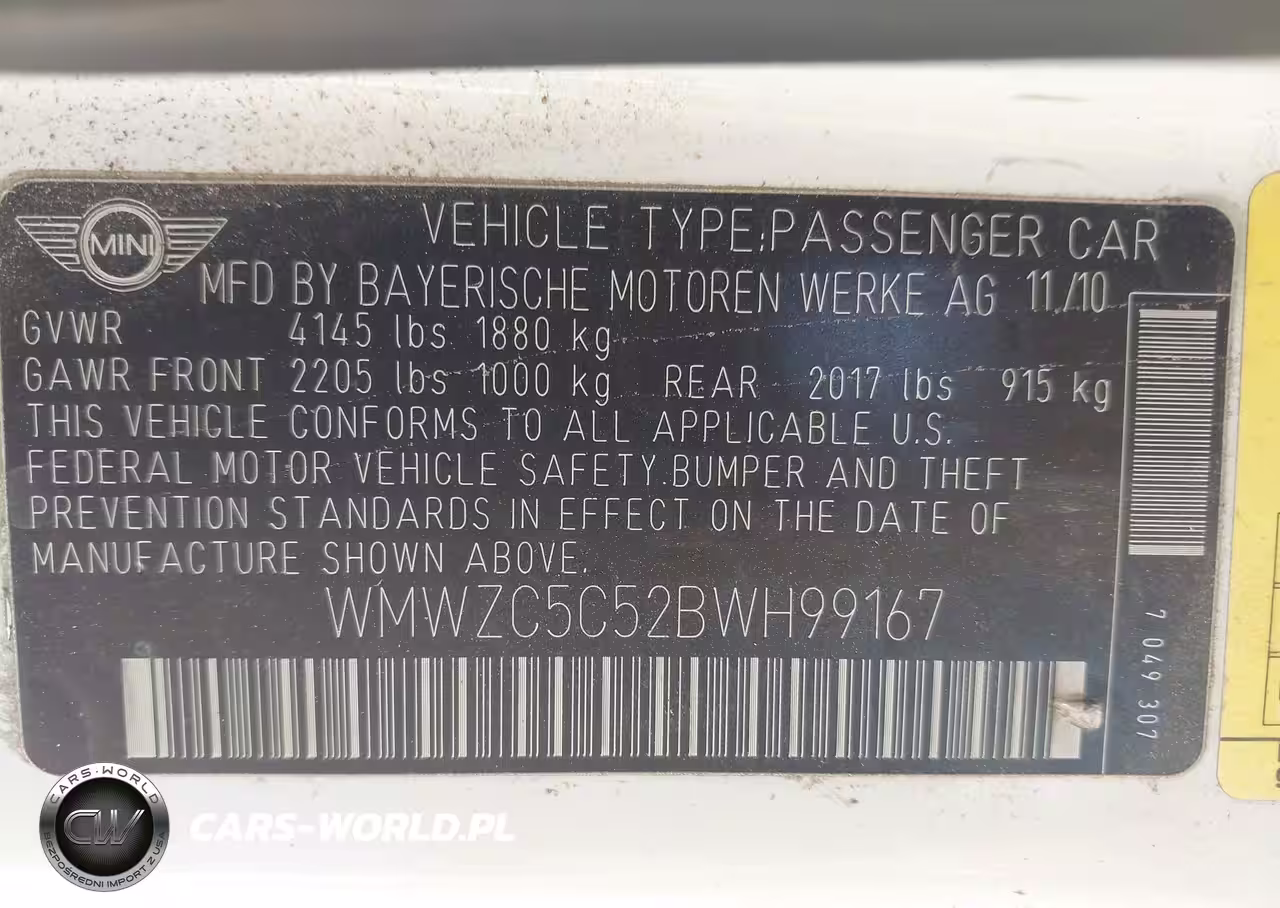 MINI
VEHICLE TYPE:PASSENGER CAR
MFD BY BAYERISCHE MOTOREN WERKE AG 11/10
GVWR 4145 lbs 1880 kg
GAWR FRONT 2205 lbs 1000 kg REAR 2017 lbs 915 kg
THIS VEHICLE CONFORMS TO ALL APPLICABLE U.S.
FEDERAL MOTOR VEHICLE SAFETY.BUMPER AND THEFT
PREVENTION STANDARDS IN EFFECT ON THE DATE OF
MANUFACTURE SHOWN ABOVE.
WMWZC5C52BWH99167
7 049 307
CARS-WORLD
CW
BEZPOŚREDNI IMPORT Z USA
CARS-WORLD.PL